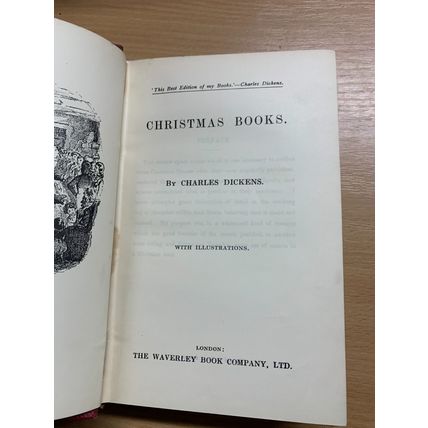 'This Best Edition of my Books.'—Charles Dickens.
CHRISTMAS BOOKS.
By CHARLES DICKENS.
WITH ILLUSTRATIONS.
LONDON:
THE WAVERLEY BOOK COMPANY, LTD.